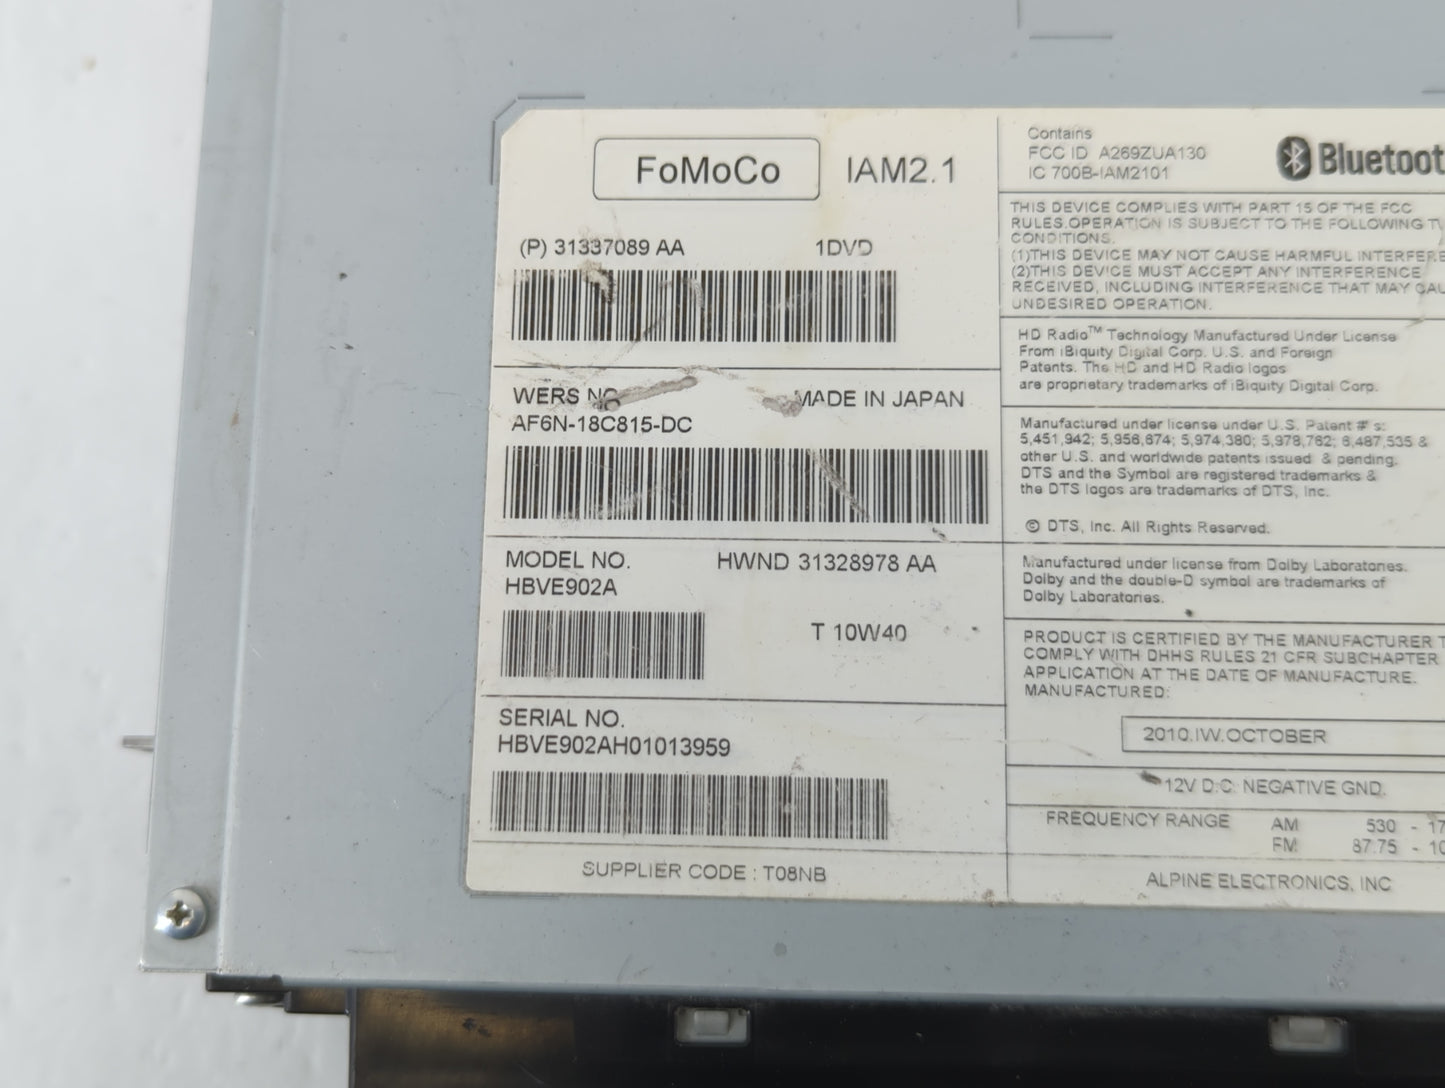 FoMoCo
IAM2.1
(P) 31337089 AA 1DVD
WERS NO. MADE IN JAPAN
AF6N-18C815-DC
MODEL NO. HWND 31328978 AA
HBVE902A
T 10W40
SERIAL NO.
HBVE902AH01013959
SUPPLIER CODE : T08NB
Contains
FCC ID A269ZUA130
IC 700B-IAM2101
Bluetoot
THIS DEVICE COMPLIES WITH PART 15 OF THE FCC
RULES.OPERATION IS SUBJECT TO THE FOLLOWING
CONDITIONS.
(1)THIS DEVICE MAY NOT CAUSE HARMFUL INTERFERE
(2)THIS DEVICE MUST ACCEPT ANY INTERFERENCE
RECEIVED, INCLUDING INTERFERENCE THAT MAY CAU
UNDESIRED OPERATION.
HD Radio™ Technology Manufactured Under License
From iBiquity Digital Corp. U.S. and Foreign
Patents. The HD and HD Radio logos
are proprietary trademarks of iBiquity Digital Corp.
Manufactured under license under U.S. Patent # s:
5,451,942; 5,956,674; 5,974,380; 5,978,762; 6,487,535 &
other U.S. and worldwide patents issued & pending.
DTS and the Symbol are registered trademarks &
the DTS logos are trademarks of DTS, Inc.
© DTS, Inc. All Rights Reserved.
Manufactured under license from Dolby Laboratories.
Dolby and the double-D symbol are trademarks of
Dolby Laboratories.
PRODUCT IS CERTIFIED BY THE MANUFACTURER T
COMPLY WITH DHHS RULES 21 CFR SUBCHAPTER
APPLICATION AT THE DATE OF MANUFACTURE.
MANUFACTURED:
2010.IW.OCTOBER
12V D.C. NEGATIVE GND.
FREQUENCY RANGE AM 530 - 17
FM 87.75 - 10
ALPINE ELECTRONICS, INC